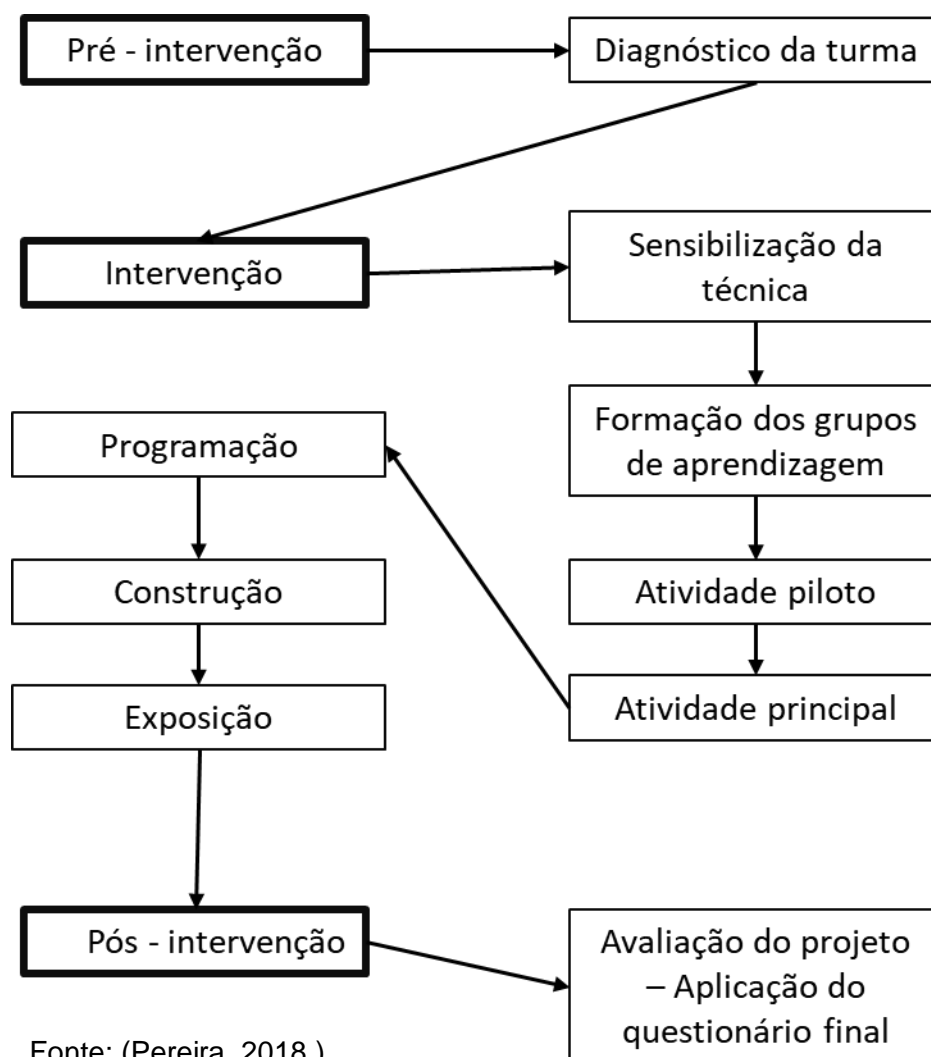 Pré - intervenção
Diagnóstico da turma
Intervenção
Sensibilização da
técnica
Formação dos grupos
de aprendizagem
Atividade piloto
Atividade principal
Programação
Construção
Exposição
Pós - intervenção
Avaliação do projeto
– Aplicação do
questionário final
Fonte: (Pereira, 2018 )